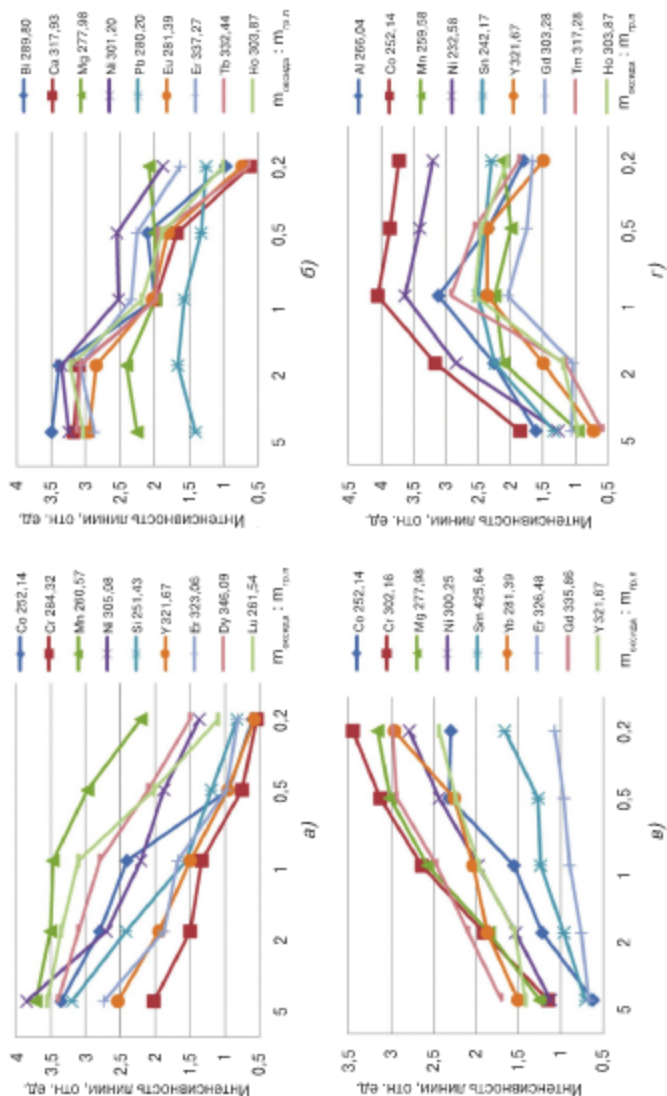 4
3,5
3
2,5
2
1,5
1
0,5
Интенсивность линии, отн. ед.
5
2
1
0,5
0,2
mоксида : mгр.п
Co 252,14
Cr 284,32
Mn 260,57
Ni 305,08
Si 251,43
Y 321,67
Er 323,06
Dy 346,09
Lu 261,54
а)
4
3,5
3
2,5
2
1,5
1
0,5
Интенсивность линии, отн. ед.
5
2
1
0,5
0,2
mоксида : mгр.п
Bi 289,80
Ca 317,93
Mg 277,98
Ni 301,20
Pb 280,20
Eu 281,39
Er 337,27
Tb 332,44
Ho 303,87
б)
3,5
3
2,5
2
1,5
1
0,5
Интенсивность линии, отн. ед.
5
2
1
0,5
0,2
mоксида : mгр.п
Co 252,14
Cr 302,16
Mg 277,98
Ni 300,25
Sm 425,64
Yb 281,39
Er 326,48
Gd 335,86
Y 321,67
в)
4,5
4
3,5
3
2,5
2
1,5
1
0,5
Интенсивность линии, отн. ед.
5
2
1
0,5
0,2
mоксида : mгр.п
Al 266,04
Co 252,14
Mn 259,58
Ni 232,58
Sn 242,17
Y 321,67
Gd 303,28
Tm 317,28
Ho 303,87
г)